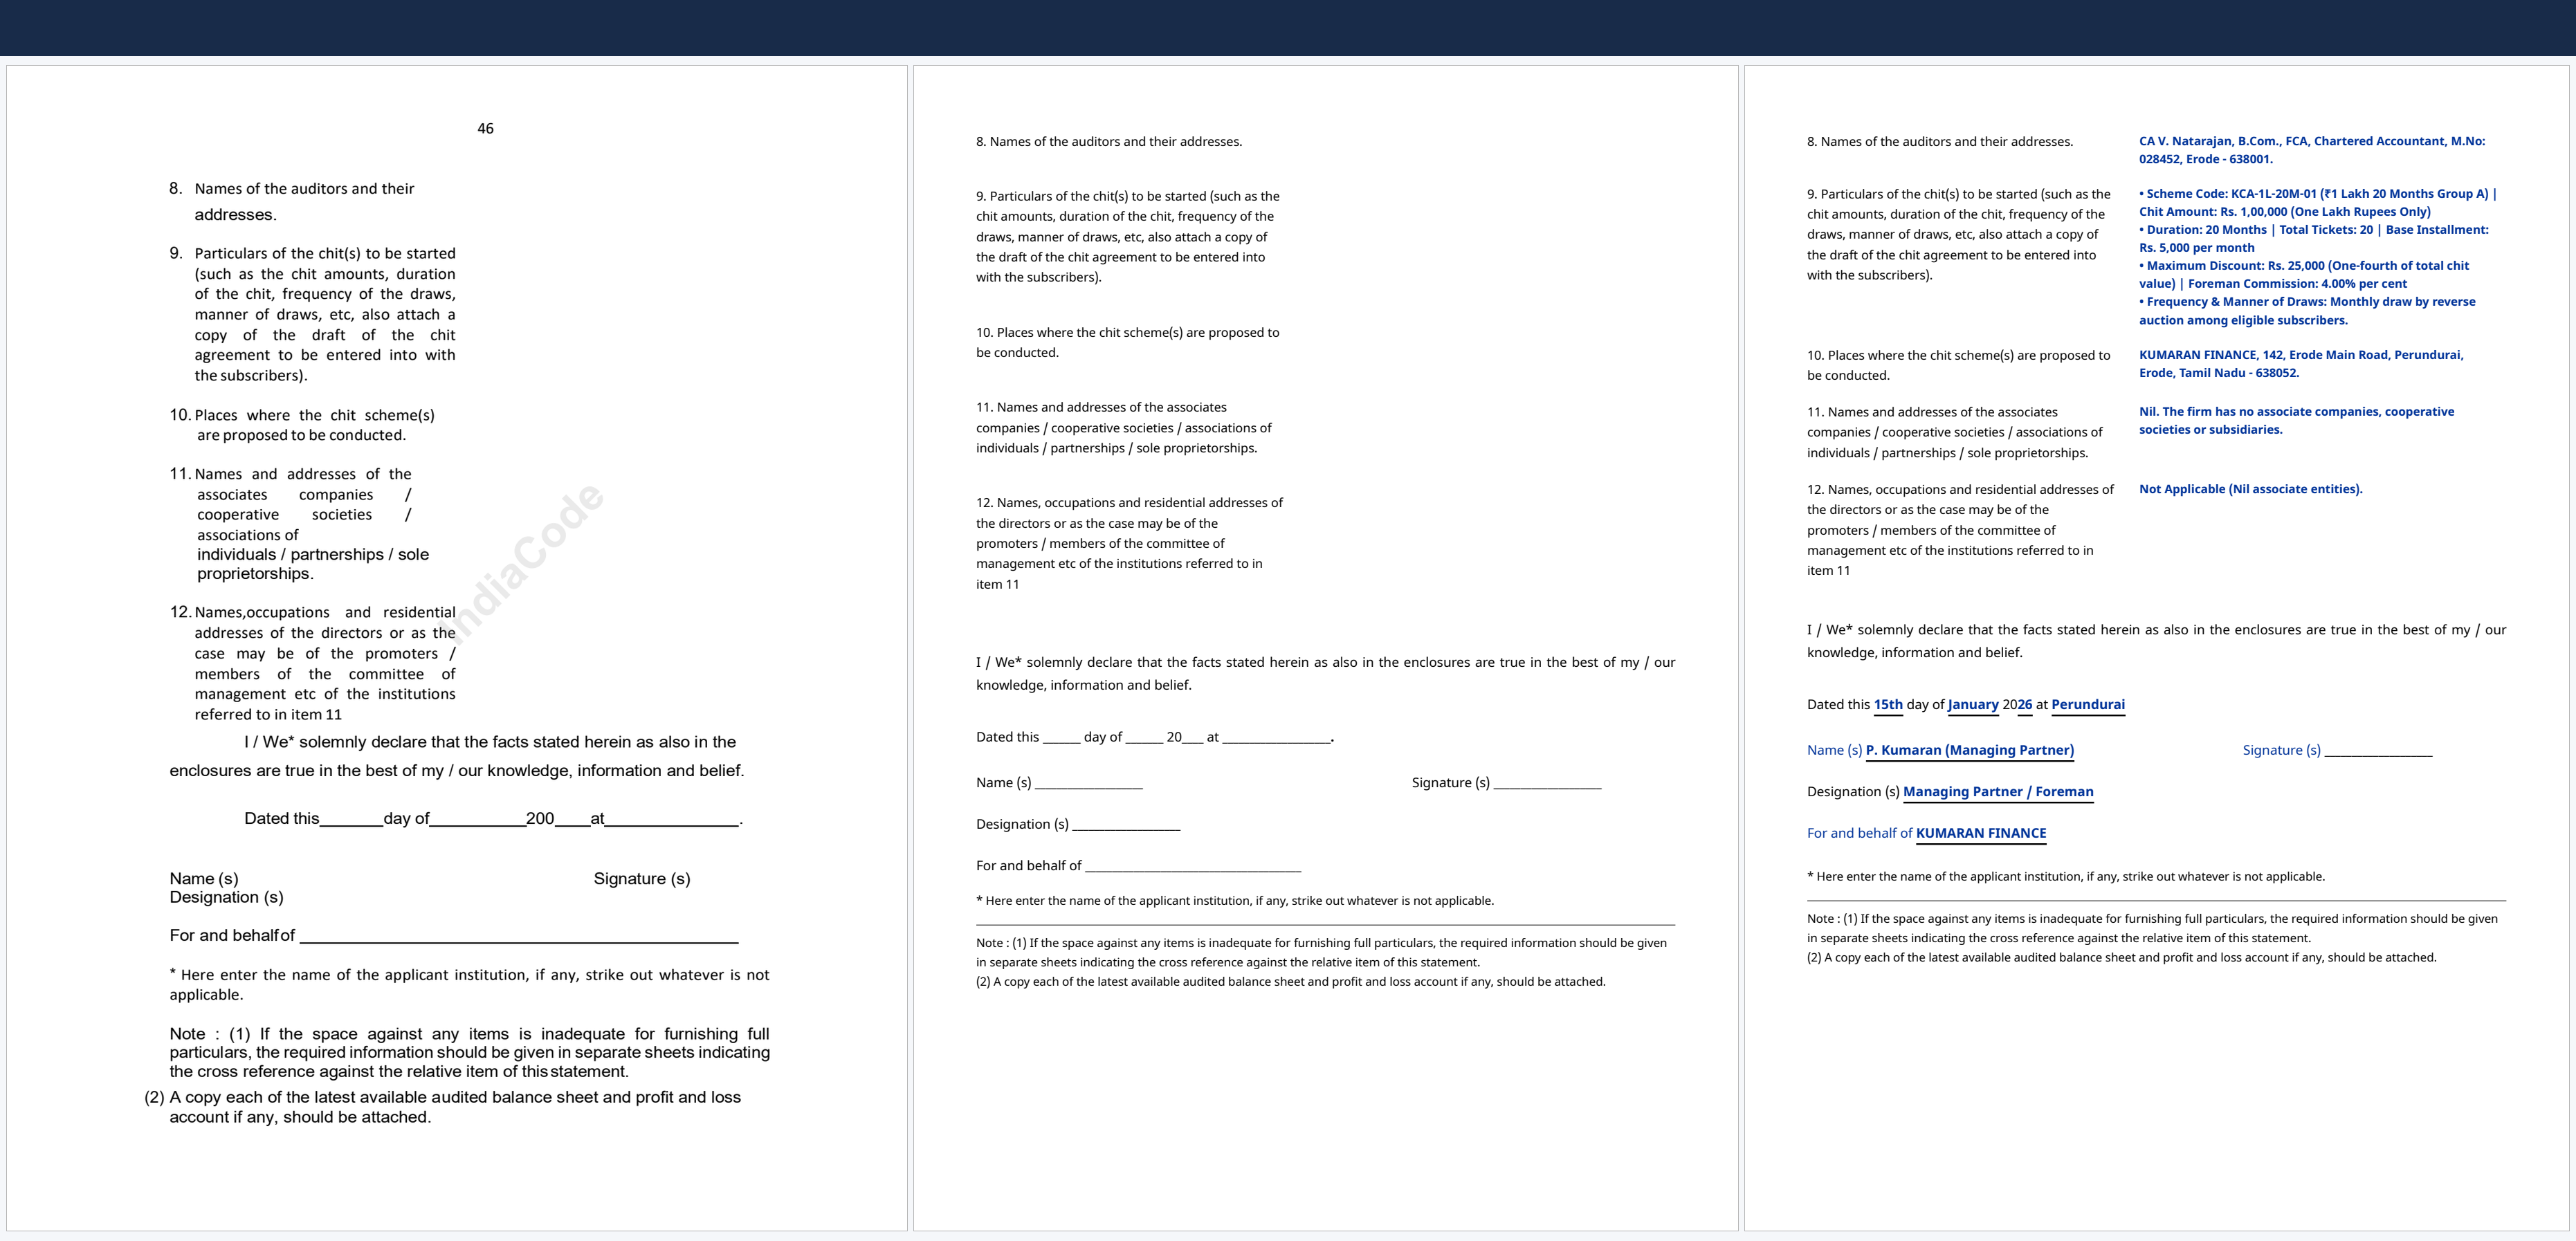 46
8. Names of the auditors and their
addresses.
9. Particulars of the chit(s) to be started
(such as the chit amounts, duration
of the chit, frequency of the draws,
manner of draws, etc, also attach a
copy of the draft of the chit
agreement to be entered into with
the subscribers).
10. Places where the chit scheme(s)
are proposed to be conducted.
11. Names and addresses of the
associates companies /
cooperative societies /
associations of
individuals / partnerships / sole
proprietorships.
12. Names,occupations and residential
addresses of the directors or as the
case may be of the promoters /
members of the committee of
management etc of the institutions
referred to in item 11
IndiaCode
I / We* solemnly declare that the facts stated herein as also in the
enclosures are true in the best of my / our knowledge, information and belief.
Dated this_______day of___________200____at_______________.
Name (s) Signature (s)
Designation (s)
For and behalf of ____________________
* Here enter the name of the applicant institution, if any, strike out whatever is not
applicable.
Note : (1) If the space against any items is inadequate for furnishing full
particulars, the required information should be given in separate sheets indicating
the cross reference against the relative item of this statement.
(2) A copy each of the latest available audited balance sheet and profit and loss
account if any, should be attached.
8. Names of the auditors and their addresses.
9. Particulars of the chit(s) to be started (such as the
chit amounts, duration of the chit, frequency of the
draws, manner of draws, etc, also attach a copy of
the draft of the chit agreement to be entered into
with the subscribers).
10. Places where the chit scheme(s) are proposed to
be conducted.
11. Names and addresses of the associates
companies / cooperative societies / associations of
individuals / partnerships / sole proprietorships.
12. Names, occupations and residential addresses of
the directors or as the case may be of the
promoters / members of the committee of
management etc of the institutions referred to in
item 11
I / We* solemnly declare that the facts stated herein as also in the enclosures are true in the best of my / our
knowledge, information and belief.
Dated this ______ day of ______ 20___ at _________________.
Name (s) _________________ Signature (s) _________________
Designation (s) _________________
For and behalf of __________________________________
* Here enter the name of the applicant institution, if any, strike out whatever is not applicable.
Note : (1) If the space against any items is inadequate for furnishing full particulars, the required information should be given
in separate sheets indicating the cross reference against the relative item of this statement.
(2) A copy each of the latest available audited balance sheet and profit and loss account if any, should be attached.
8. Names of the auditors and their addresses.
CA V. Natarajan, B.Com., FCA, Chartered Accountant, M.No:
028452, Erode - 638001.
9. Particulars of the chit(s) to be started (such as the
chit amounts, duration of the chit, frequency of the
draws, manner of draws, etc, also attach a copy of
the draft of the chit agreement to be entered into
with the subscribers).
• Scheme Code: KCA-1L-20M-01 (₹1 Lakh 20 Months Group A) |
Chit Amount: Rs. 1,00,000 (One Lakh Rupees Only)
• Duration: 20 Months | Total Tickets: 20 | Base Installment:
Rs. 5,000 per month
• Maximum Discount: Rs. 25,000 (One-fourth of total chit
value) | Foreman Commission: 4.00% per cent
• Frequency & Manner of Draws: Monthly draw by reverse
auction among eligible subscribers.
10. Places where the chit scheme(s) are proposed to
be conducted.
KUMARAN FINANCE, 142, Erode Main Road, Perundurai,
Erode, Tamil Nadu - 638052.
11. Names and addresses of the associates
companies / cooperative societies / associations of
individuals / partnerships / sole proprietorships.
Nil. The firm has no associate companies, cooperative
societies or subsidiaries.
12. Names, occupations and residential addresses of
the directors or as the case may be of the
promoters / members of the committee of
management etc of the institutions referred to in
item 11
Not Applicable (Nil associate entities).
I / We* solemnly declare that the facts stated herein as also in the enclosures are true in the best of my / our
knowledge, information and belief.
Dated this 15th day of January 2026 at Perundurai
Name (s) P. Kumaran (Managing Partner) Signature (s) _________________
Designation (s) Managing Partner / Foreman
For and behalf of KUMARAN FINANCE
* Here enter the name of the applicant institution, if any, strike out whatever is not applicable.
Note : (1) If the space against any items is inadequate for furnishing full particulars, the required information should be given
in separate sheets indicating the cross reference against the relative item of this statement.
(2) A copy each of the latest available audited balance sheet and profit and loss account if any, should be attached.